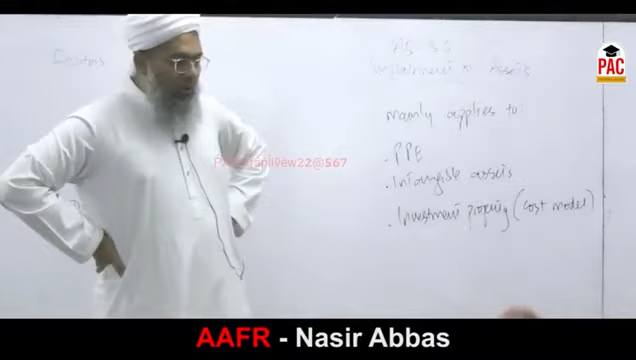 IAS-36
Impairment of Assets
mainly applies to:
. PPE
. Intangible assets
. Investment property (cost model)
PAC
AAFR - Nasir Abbas